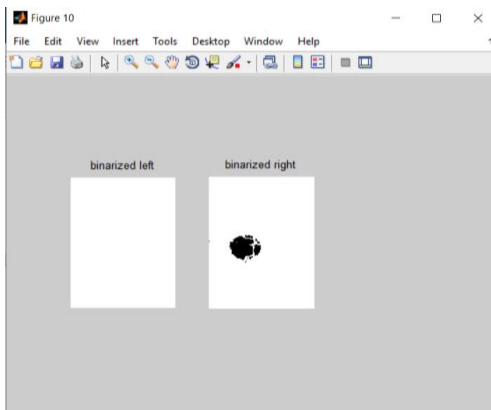 Figure 10
File Edit View Insert Tools Desktop Window Help
binarized left
binarized right